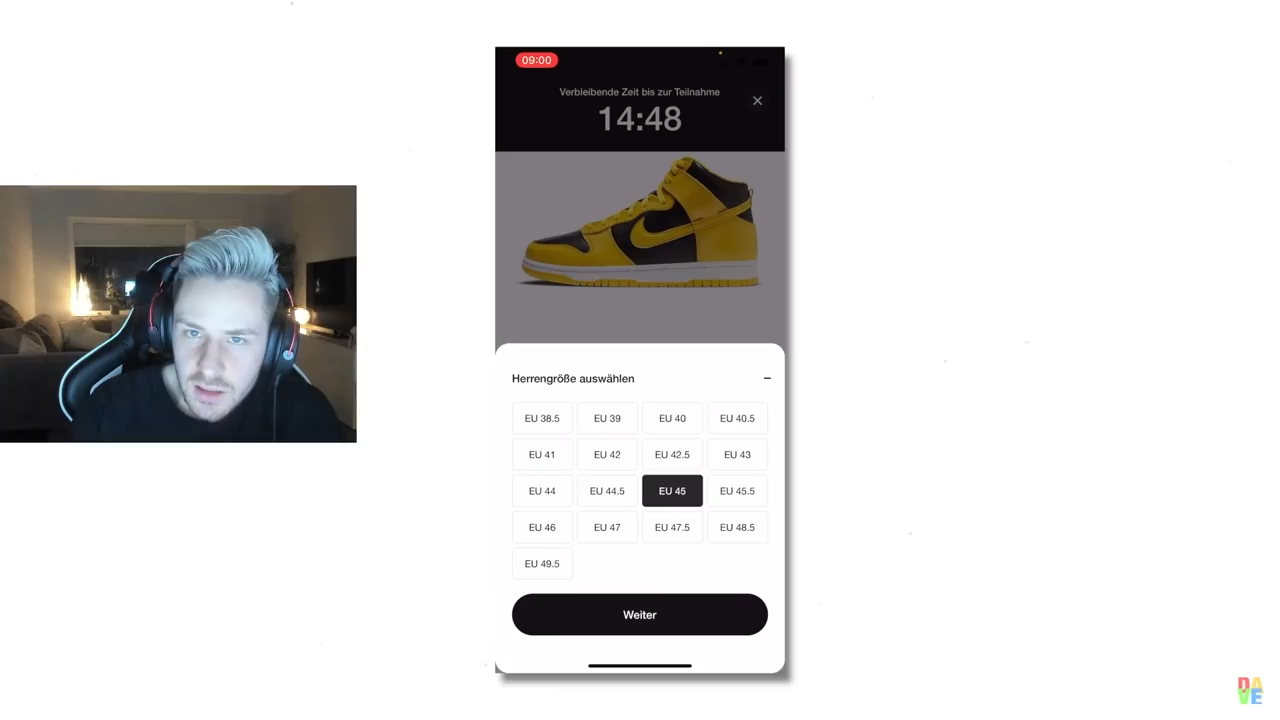 09:00
Verbleibende Zeit bis zur Teilnahme
14:48
Herrengröße auswählen
EU 38.5 EU 39 EU 40 EU 40.5
EU 41 EU 42 EU 42.5 EU 43
EU 44 EU 44.5 EU 45 EU 45.5
EU 46 EU 47 EU 47.5 EU 48.5
EU 49.5
Weiter
DA
VE